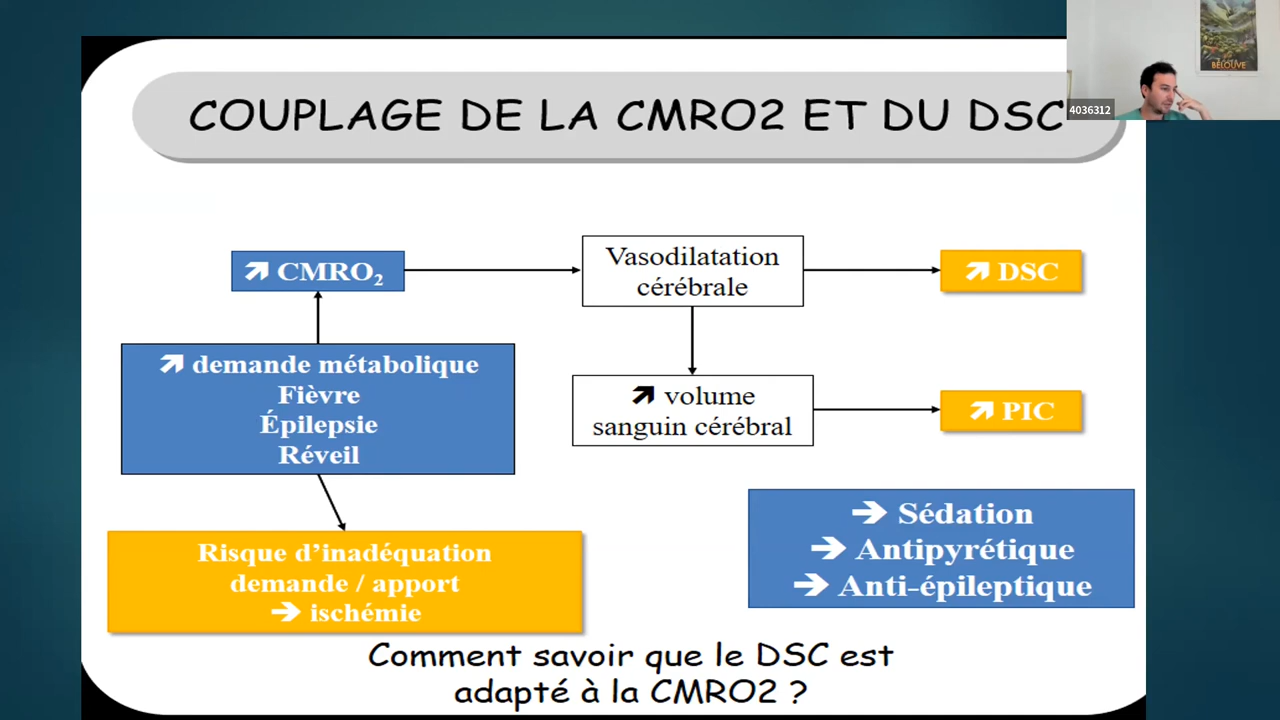 COUPLAGE DE LA CMRO2 ET DU DSC
BELOUVE
4036312
↗ CMRO₂
Vasodilatation
cérébrale
↗ DSC
↗ demande métabolique
Fièvre
Épilepsie
Réveil
↗ volume
sanguin cérébral
↗ PIC
Risque d’inadéquation
demande / apport
➔ ischémie
➔ Sédation
➔ Antipyrétique
➔ Anti-épileptique
Comment savoir que le DSC est
adapté à la CMRO2 ?